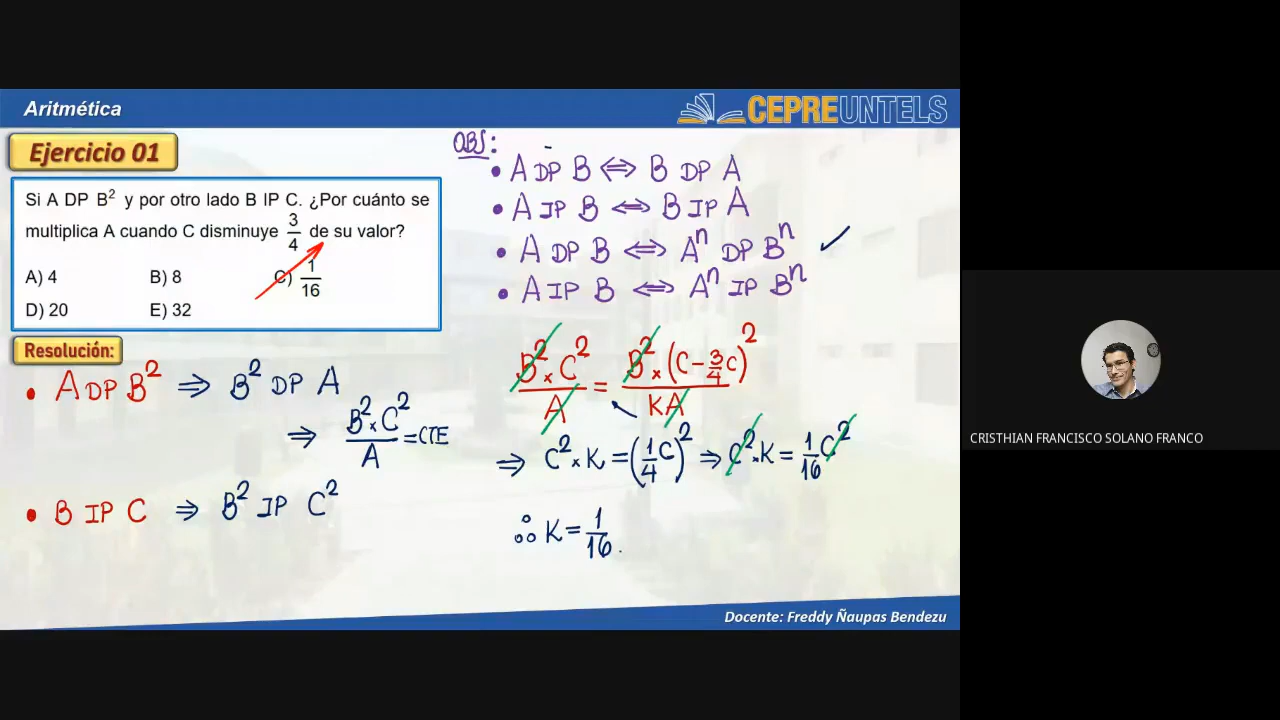 Aritmética
CEPREUNTELS
Ejercicio 01
Si A DP B² y por otro lado B IP C. ¿Por cuánto se
multiplica A cuando C disminuye 3/4 de su valor?
A) 4 B) 8 C) 1/16
D) 20 E) 32
OBS:
• A DP B ⇔ B DP A
• A IP B ⇔ B IP A
• A DP B ⇔ Aⁿ DP Bⁿ ✓
• A IP B ⇔ Aⁿ IP Bⁿ
Resolución:
• A DP B² ⇒ B² DP A
⇒ B² × C² / A = CTE
• B IP C ⇒ B² IP C²
B² × C² / A = B² × (C - 3/4 C)² / KA
⇒ C² × K = (1/4 C)² ⇒ C² × K = 1/16 C²
∴ K = 1/16.
Docente: Freddy Ñaupas Bendezu
CRISTHIAN FRANCISCO SOLANO FRANCO